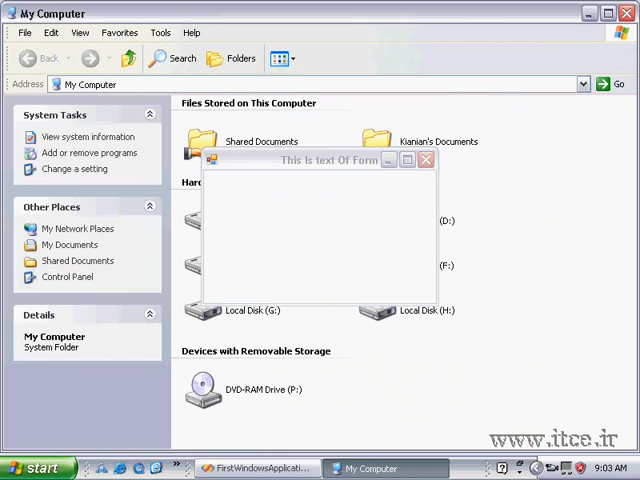 My Computer
File Edit View Favorites Tools Help
Back Search Folders
Address My Computer Go
System Tasks
View system information
Add or remove programs
Change a setting
Other Places
My Network Places
My Documents
Shared Documents
Control Panel
Details
My Computer
System Folder
Files Stored on This Computer
Shared Documents Kianian's Documents
This Is text Of Form
Hard
(D:)
(F:)
Local Disk (G:) Local Disk (H:)
Devices with Removable Storage
DVD-RAM Drive (P:)
www.itce.ir
start FirstWindowsApplicati... My Computer 9:03 AM